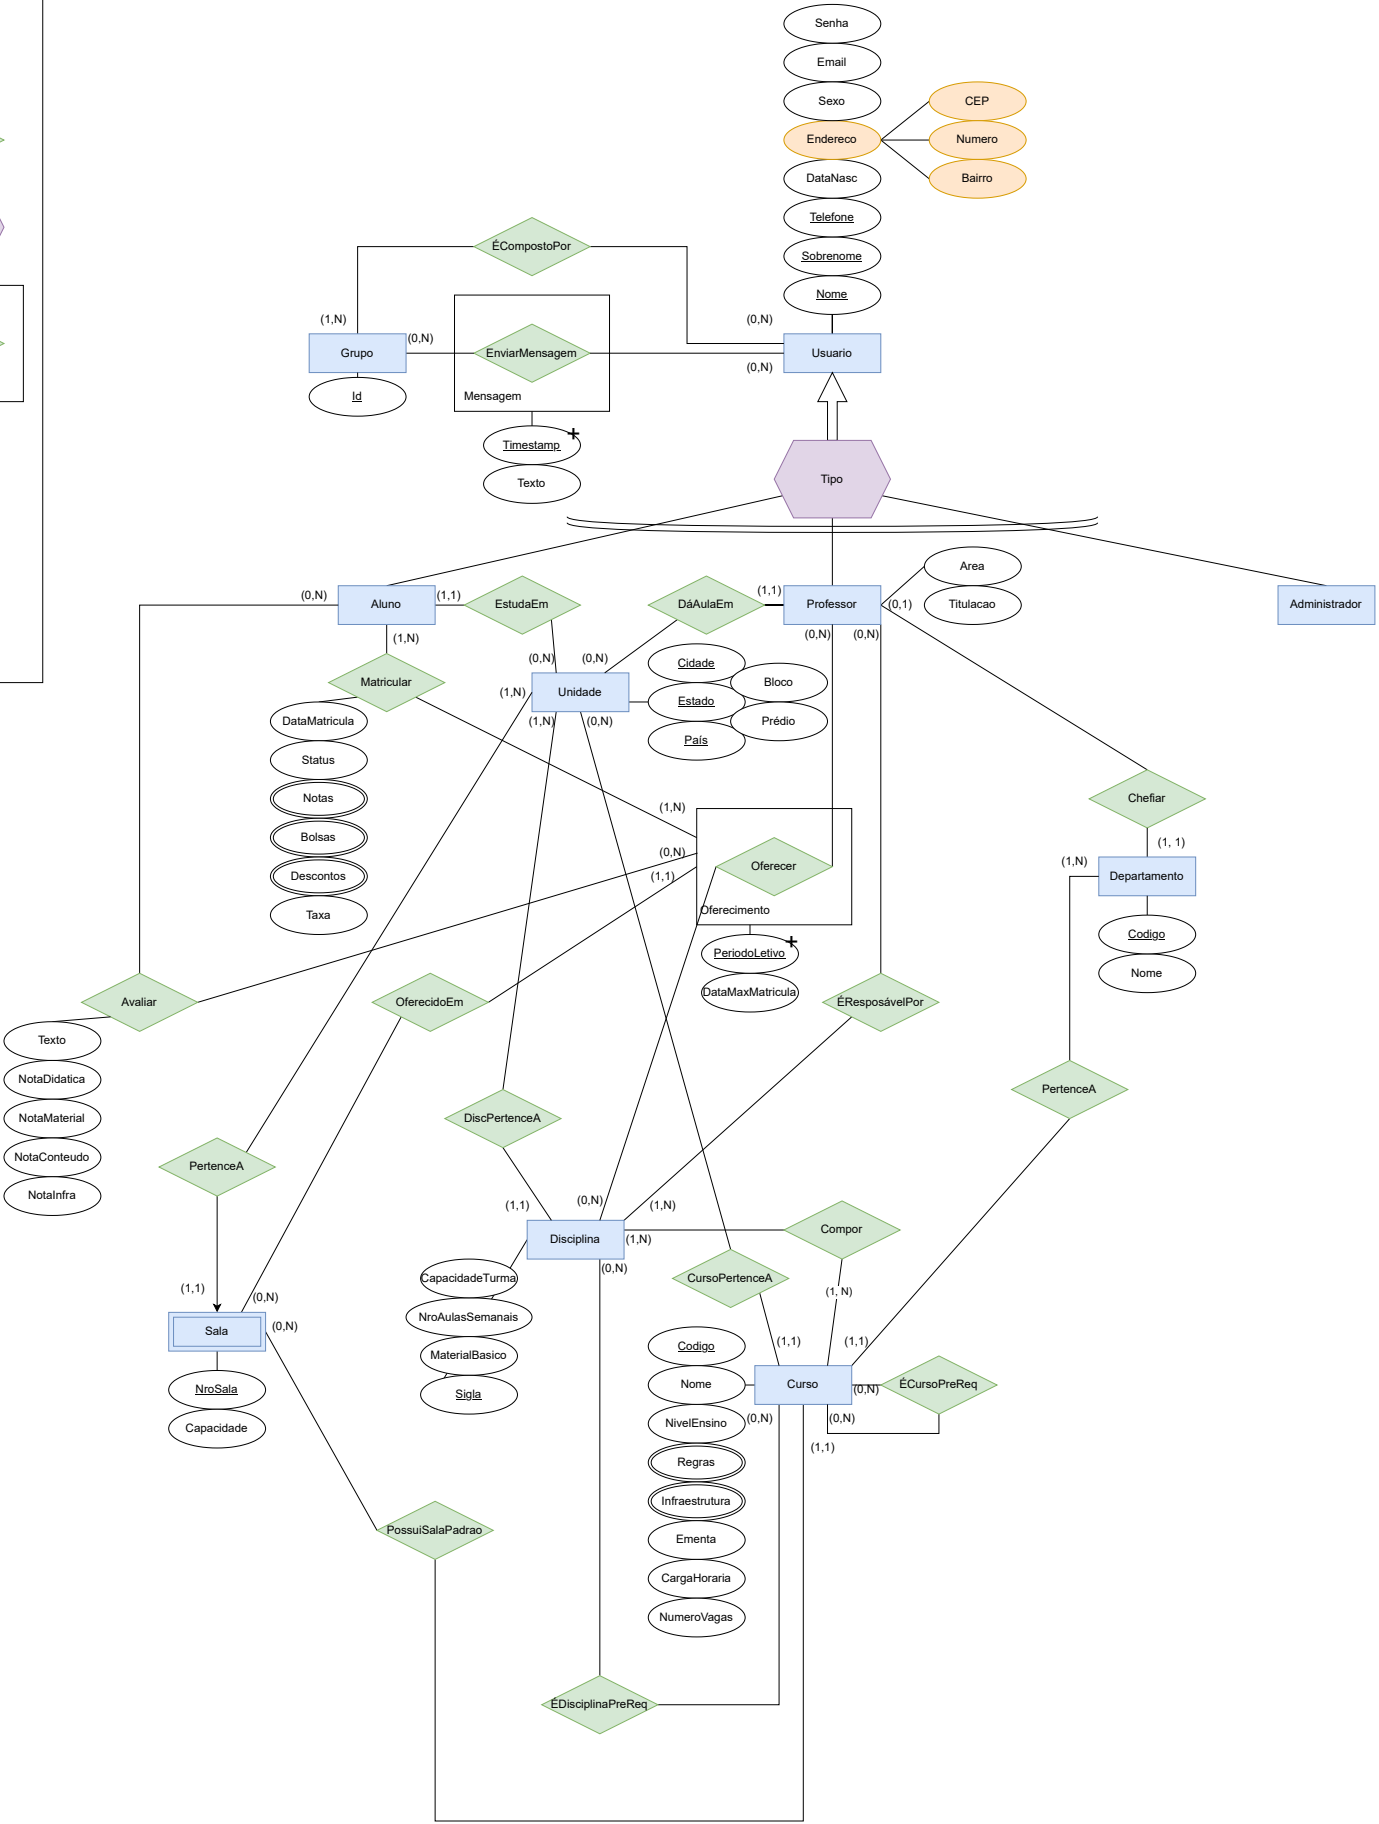 Senha
Email
Sexo
CEP
Endereco
Numero
DataNasc
Bairro
Telefone
ÉCompostoPor
Sobrenome
Nome
(1,N)
(0,N)
(0,N)
Grupo
EnviarMensagem
Usuario
(0,N)
Id
Mensagem
Timestamp
Texto
Tipo
Area
(0,N)
Aluno
(1,1)
EstudaEm
DáAulaEm
(1,1)
Professor
(0,1)
Titulacao
Administrador
(1,N)
(0,N)
(0,N)
(0,N)
(0,N)
Cidade
Matricular
(1,N)
Unidade
Bloco
Estado
DataMatricula
(1,N)
(0,N)
Prédio
País
Status
Notas
Chefiar
(1,N)
Bolsas
(1, 1)
(0,N)
Oferecer
(1,N)
Descontos
(1,1)
Departamento
Taxa
Oferecimento
Codigo
PeriodoLetivo
Nome
DataMaxMatricula
Avaliar
OferecidoEm
ÉResposávelPor
Texto
NotaDidatica
PertenceA
NotaMaterial
DiscPertenceA
NotaConteudo
PertenceA
NotaInfra
(1,1)
(0,N)
(1,N)
Compor
Disciplina
(1,N)
(0,N)
CapacidadeTurma
CursoPertenceA
(1,1)
(0,N)
(1, N)
NroAulasSemanais
Sala
(0,N)
(1,1)
(1,1)
Codigo
MaterialBasico
NroSala
Sigla
Nome
Curso
(0,N)
ÉCursoPreReq
Capacidade
NivelEnsino
(0,N)
(0,N)
(1,1)
Regras
Infraestrutura
PossuiSalaPadrao
Ementa
CargaHoraria
NumeroVagas
ÉDisciplinaPreReq